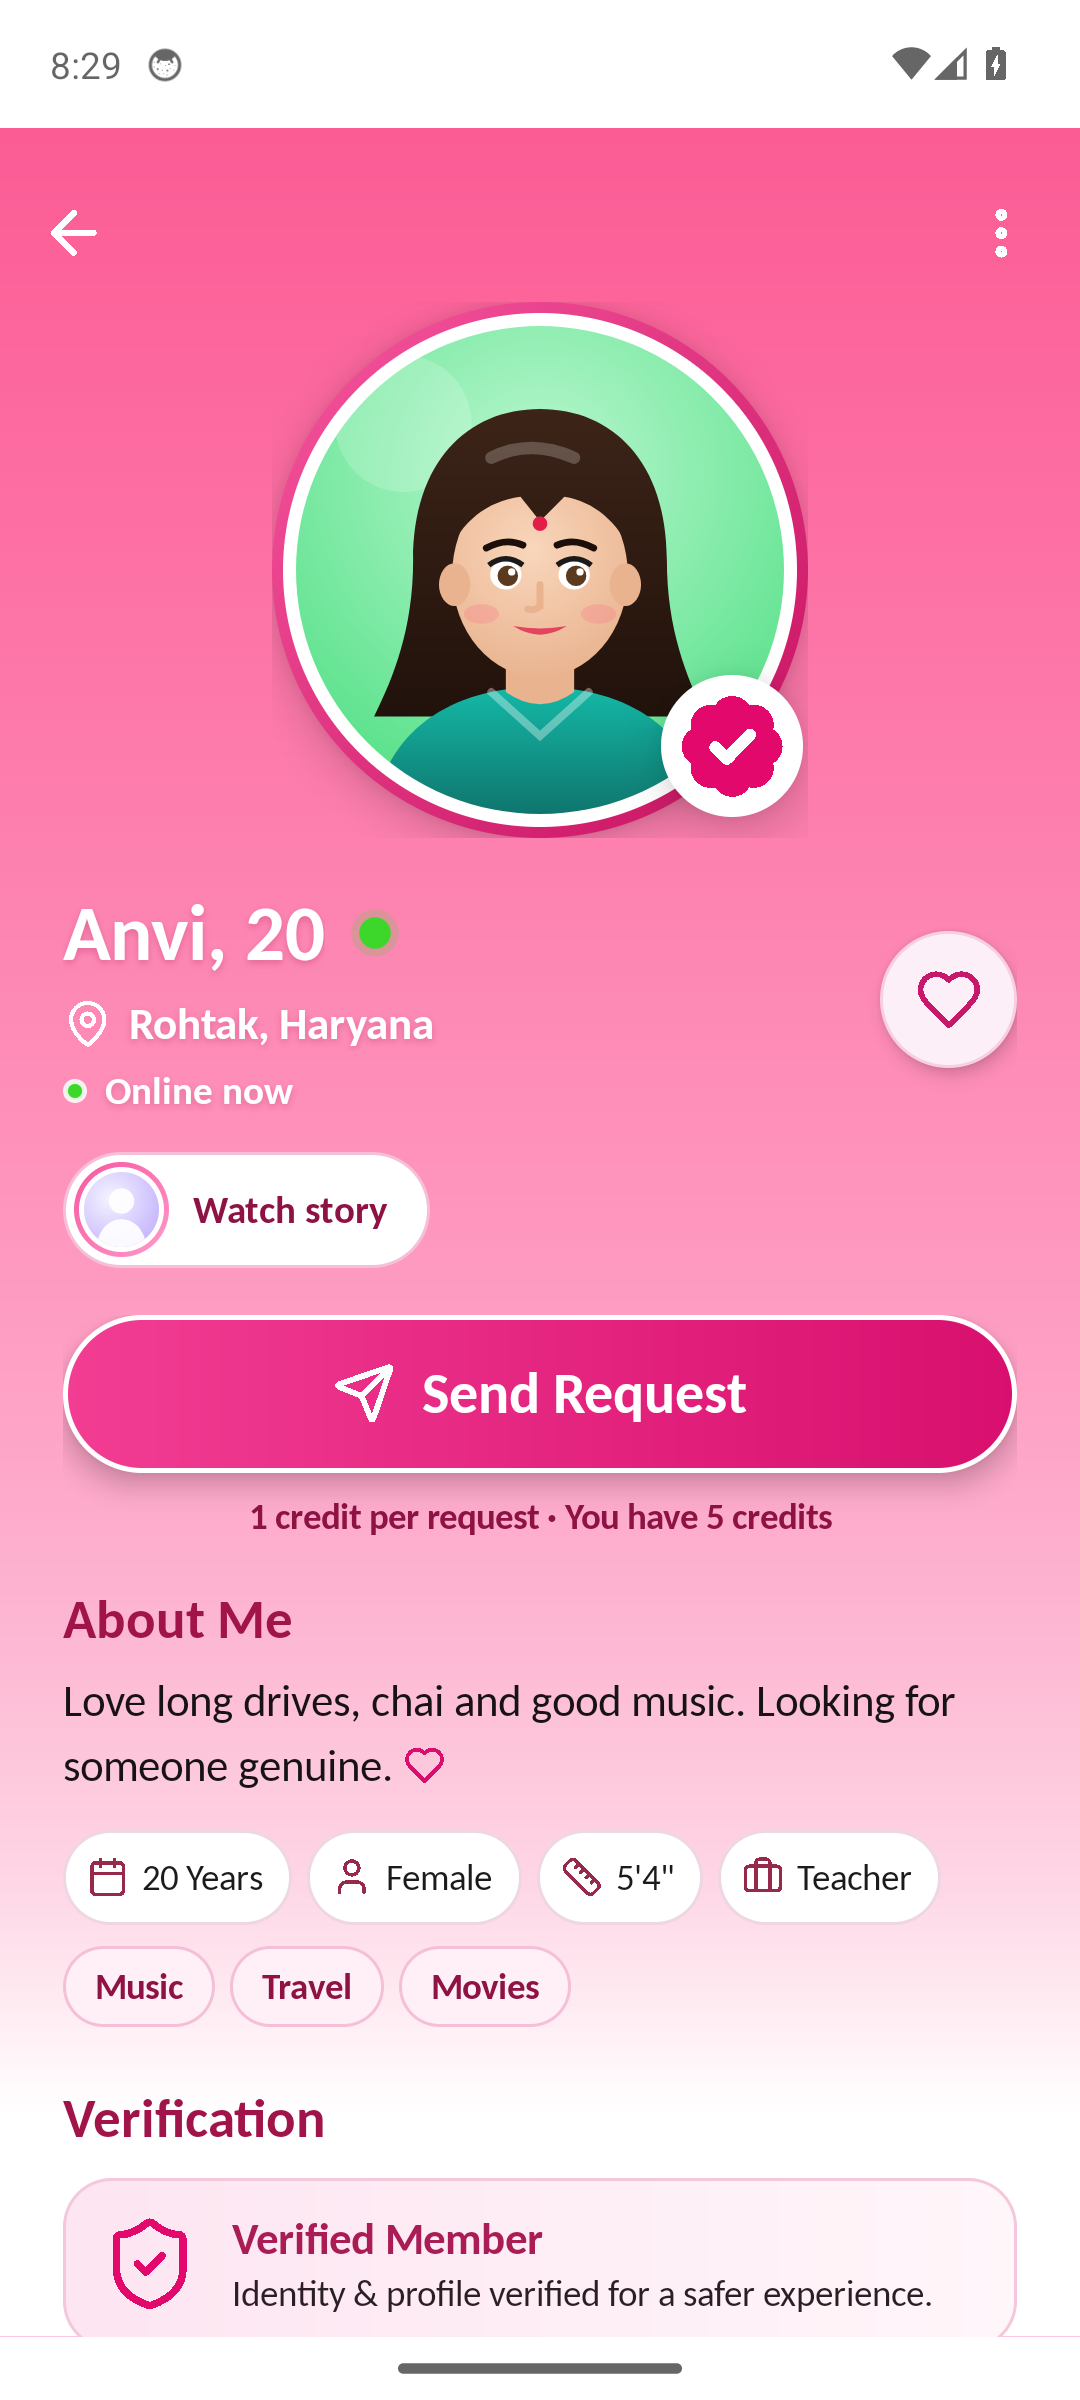 8:29
Anvi, 20
Rohtak, Haryana
Online now
Watch story
Send Request
1 credit per request · You have 5 credits
About Me
Love long drives, chai and good music. Looking for
someone genuine.
20 Years
Female
5'4"
Teacher
Music
Travel
Movies
Verification
Verified Member
Identity & profile verified for a safer experience.